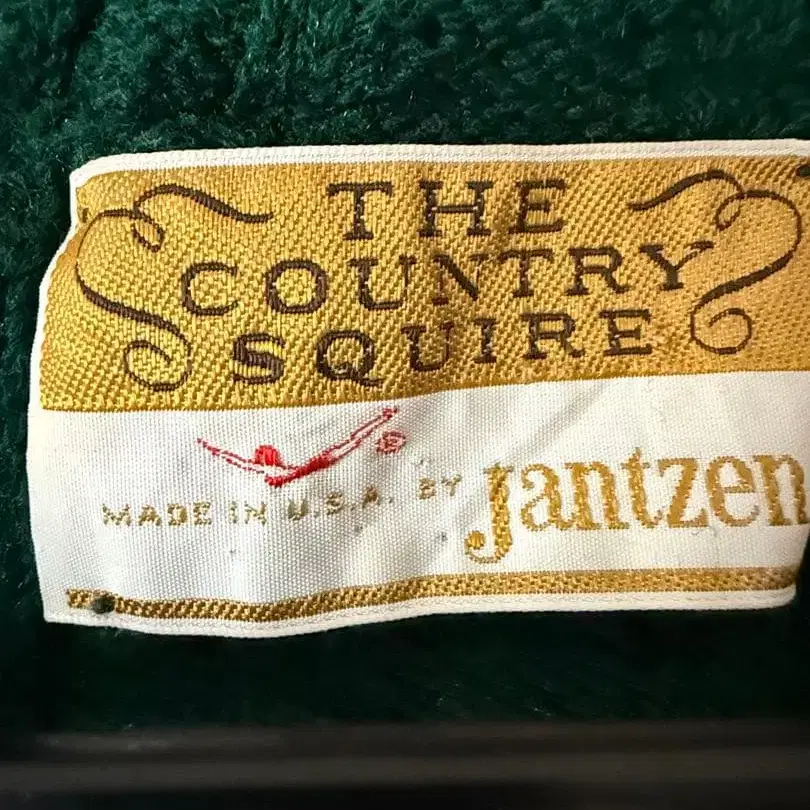 THE
COUNTRY
SQUIRE
®
MADE IN U.S.A. BY Jantzen